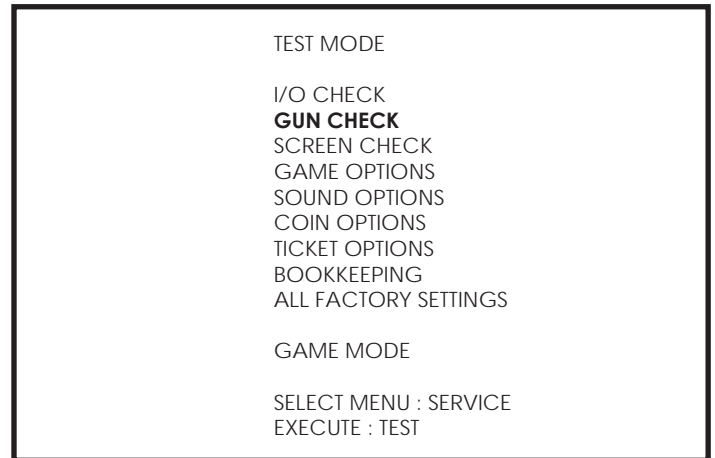 TEST MODE
I/O CHECK
GUN CHECK
SCREEN CHECK
GAME OPTIONS
SOUND OPTIONS
COIN OPTIONS
TICKET OPTIONS
BOOKKEEPING
ALL FACTORY SETTINGS
GAME MODE
SELECT MENU : SERVICE
EXECUTE : TEST